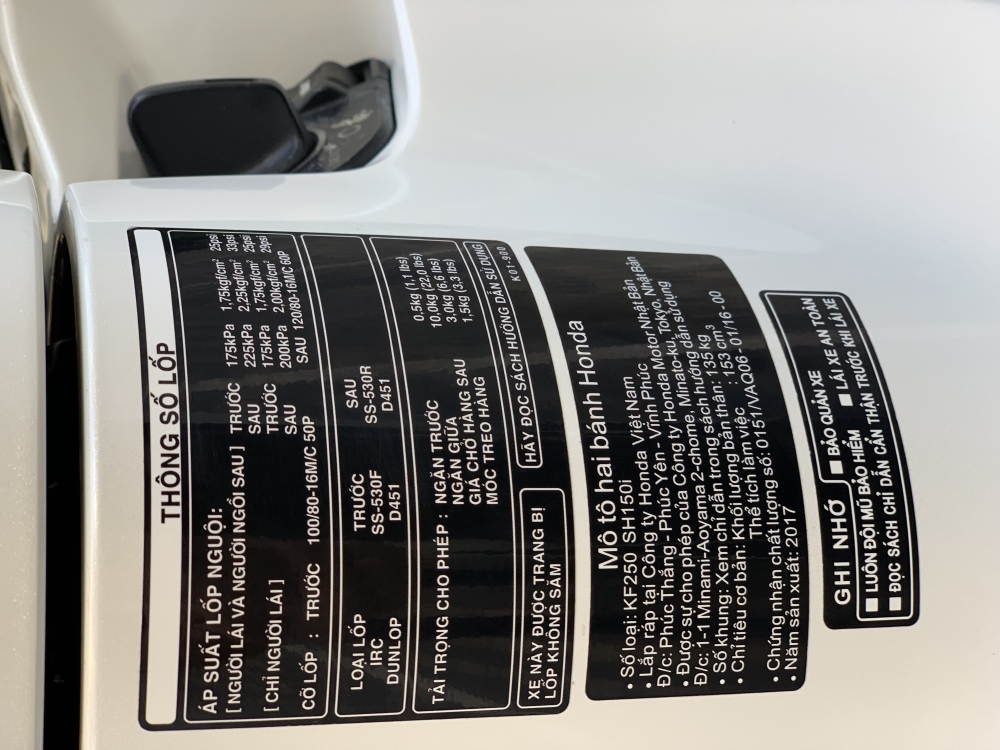 THÔNG SỐ LỐP
ÁP SUẤT LỐP NGUỘI:
[ NGƯỜI LÁI VÀ NGƯỜI NGỒI SAU ] TRƯỚC 175kPa 1,75kgf/cm² 25psi
SAU 225kPa 2,25kgf/cm² 33psi
[ CHỈ NGƯỜI LÁI ] TRƯỚC 175kPa 1,75kgf/cm² 25psi
SAU 200kPa 2,00kgf/cm² 29psi
CỠ LỐP : TRƯỚC 100/80-16M/C 50P SAU 120/80-16M/C 60P
LOẠI LỐP TRƯỚC SAU
IRC SS-530F SS-530R
DUNLOP D451 D451
TẢI TRỌNG CHO PHÉP : NGĂN TRƯỚC 0,5kg (1,1 lbs)
NGĂN GIỮA 10,0kg (22,0 lbs)
GIÁ CHỞ HÀNG SAU 3,0kg (6,6 lbs)
MÓC TREO HÀNG 1,5kg (3,3 lbs)
XE NÀY ĐƯỢC TRANG BỊ
LỐP KHÔNG SĂM
HÃY ĐỌC SÁCH HƯỚNG DẪN SỬ DỤNG
K01-900
Mô tô hai bánh Honda
• Số loại: KF250 SH150i
• Lắp ráp tại Công ty Honda Việt Nam
Đ/c: Phúc Thắng - Phúc Yên - Vĩnh Phúc
• Được sự cho phép của Công ty Honda Motor Nhật Bản
Đ/c: 1-1 Minami-Aoyama 2-chome, Minato-ku, Tokyo, Nhật Bản
• Số khung: Xem chỉ dẫn trong sách hướng dẫn sử dụng
• Chỉ tiêu cơ bản: Khối lượng bản thân: 135 kg
Thể tích làm việc : 153 cm³
• Chứng nhận chất lượng số: 0151/VAQ06 - 01/16 - 00
• Năm sản xuất: 2017
GHI NHỚ ■ BẢO QUẢN XE
■ LUÔN ĐỘI MŨ BẢO HIỂM ■ LÁI XE AN TOÀN
■ ĐỌC SÁCH CHỈ DẪN CẨN THẬN TRƯỚC KHI LÁI XE